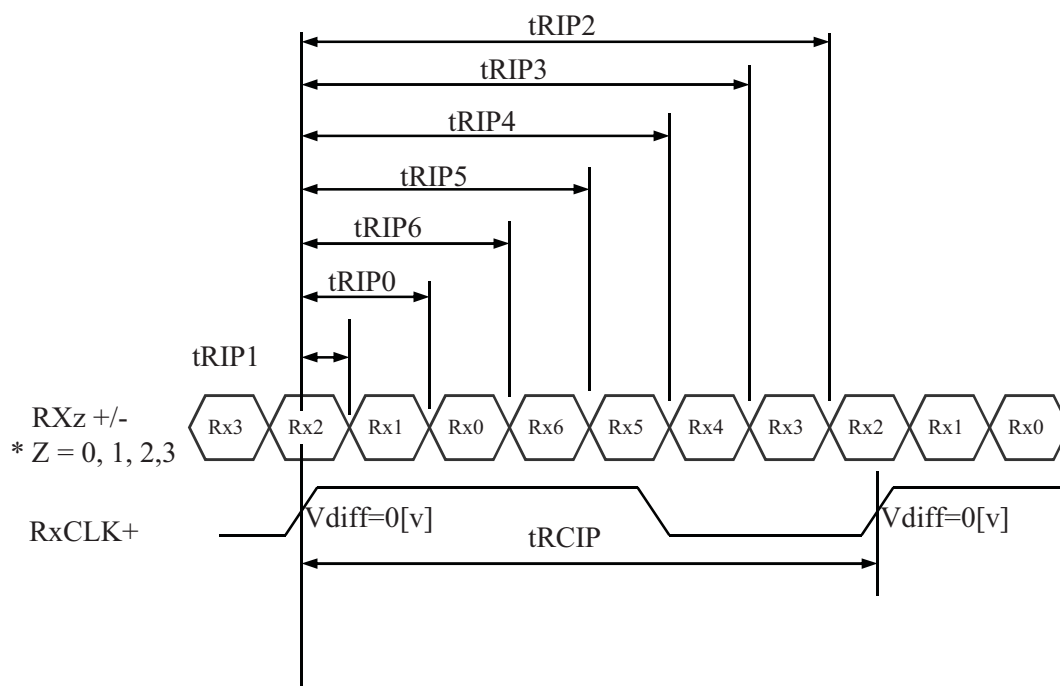 tRIP2
tRIP3
tRIP4
tRIP5
tRIP6
tRIP0
tRIP1
RXz +/-
* Z = 0, 1, 2,3
Rx3 Rx2 Rx1 Rx0 Rx6 Rx5 Rx4 Rx3 Rx2 Rx1 Rx0
RxCLK+
Vdiff=0[v] Vdiff=0[v]
tRCIP